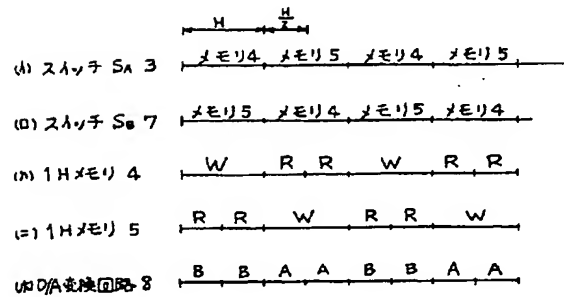 H H/2
(イ) スイッチ SA 3 メモリ4 メモリ5 メモリ4 メモリ5
(ロ) スイッチ SB 7 メモリ5 メモリ4 メモリ5 メモリ4
(ハ) 1Hメモリ 4 W R R W R R
(ニ) 1Hメモリ 5 R R W R R W
(ホ) D/A変換回路 8 B B A A B B A A